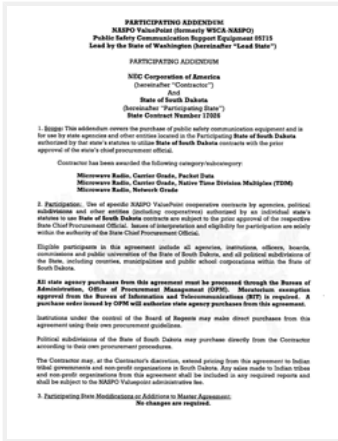 PARTICIPATING ADDENDUM
NASPO ValuePoint (formerly WSCA-NASPO)
Public Safety Communication Support Equipment 05715
Lead by the State of Washington (hereinafter "Lead State")
PARTICIPATING ADDENDUM
NEC Corporation of America
(hereinafter "Contractor")
And
State of South Dakota
(hereinafter "Participating State")
State Contract Number 17026
1. Scope: This addendum covers the purchase of public safety communication equipment and is
for use by state agencies and other entities located in the Participating State of South Dakota
authorized by that state's statutes to utilize State of South Dakota contracts with the prior
approval of the state's chief procurement official.
Contractor has been awarded the following category/subcategory:
Microwave Radio, Carrier Grade, Packet Data
Microwave Radio, Carrier Grade, Native Time Division Multiplex (TDM)
Microwave Radio, Network Grade
2. Participation: Use of specific NASPO ValuePoint cooperative contracts by agencies, political
subdivisions and other entities (including cooperatives) authorized by an individual state's
statutes to use State of South Dakota contracts are subject to the prior approval of the respective
State Chief Procurement Official. Issues of interpretation and eligibility for participation are solely
within the authority of the State Chief Procurement Official.
Eligible participants in this agreement include all agencies, institutions, officers, boards,
commissions and public universities of the State of South Dakota, and all political subdivisions of
the State, including counties, municipalities and public school corporations within the State of
South Dakota.
All state agency purchases from this agreement must be processed through the Bureau of
Administration, Office of Procurement Management (OPM). Moratorium exemption
approval from the Bureau of Information and Telecommunications (BIT) is required. A
purchase order issued by OPM will authorize state agency purchases from this agreement.
Institutions under the control of the Board of Regents may make direct purchases from this
agreement using their own procurement guidelines.
Political subdivisions of the State of South Dakota may purchase directly from the Contractor
according to their own procurement procedures.
The Contractor may, at the Contractor's discretion, extend pricing from this agreement to Indian
tribal governments and non-profit organizations in South Dakota. Any sales made to Indian tribes
and non-profit organizations from this agreement shall be included in any required reports and
shall be subject to the NASPO Valuepoint administrative fee.
3. Participating State Modifications or Additions to Master Agreement:
No changes are required.